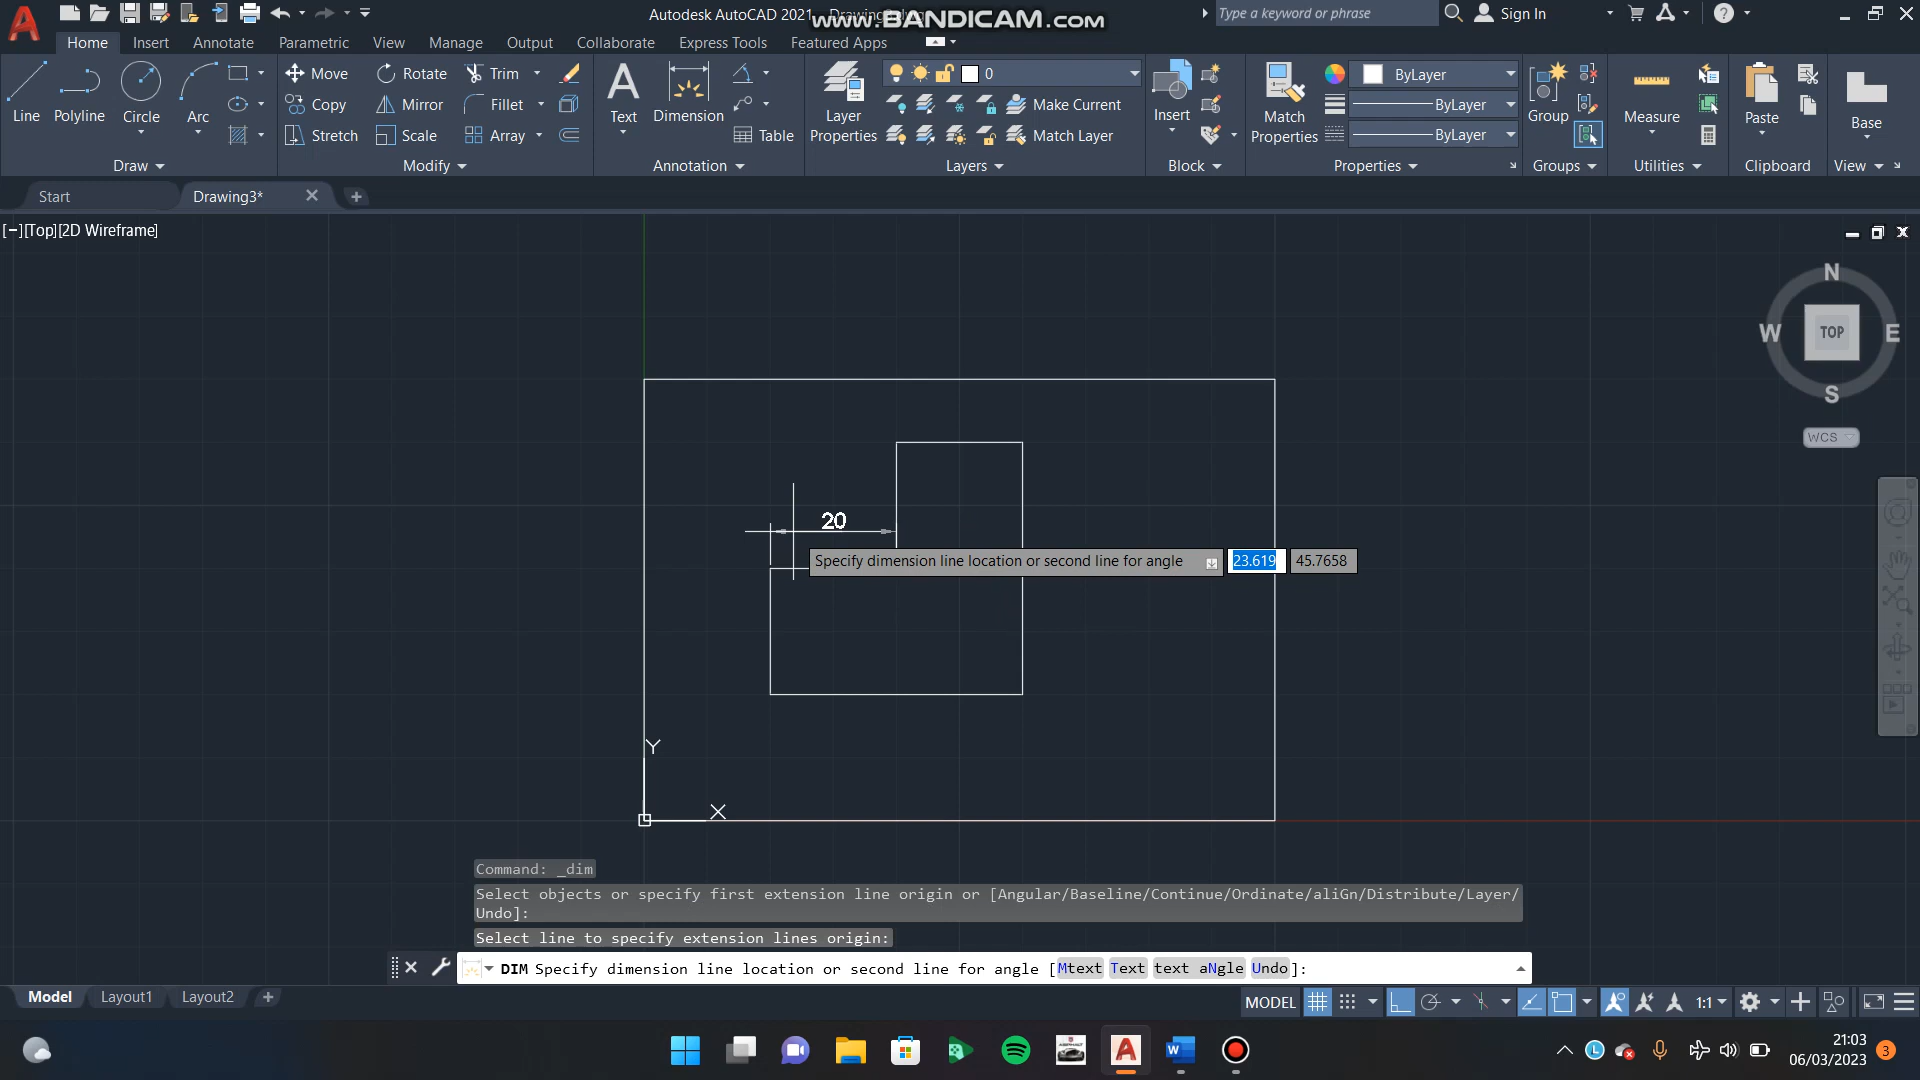 Autodesk AutoCAD 2021
www.BANDICAM.com
Type a keyword or phrase
Sign In
Home Insert Annotate Parametric View Manage Output Collaborate Express Tools Featured Apps
Line Polyline Circle Arc
Move Rotate Trim
Copy Mirror Fillet
Stretch Scale Array
Text Dimension Table
Layer Properties
0
Make Current
Match Layer
Insert
Match Properties
ByLayer
ByLayer
ByLayer
Group Measure Paste Base
Draw Modify Annotation Layers Block Properties Groups Utilities Clipboard View
Start Drawing3*
[−][Top][2D Wireframe]
N
W TOP E
S
WCS
20
Specify dimension line location or second line for angle 23.619 45.7658
Y
X
Command: _dim
Select objects or specify first extension line origin or [Angular/Baseline/Continue/Ordinate/aliGn/Distribute/Layer/
Undo]:
Select line to specify extension lines origin:
DIM Specify dimension line location or second line for angle [Mtext Text text aNgle Undo]:
Model Layout1 Layout2
MODEL 1:1
21:03
06/03/2023
3